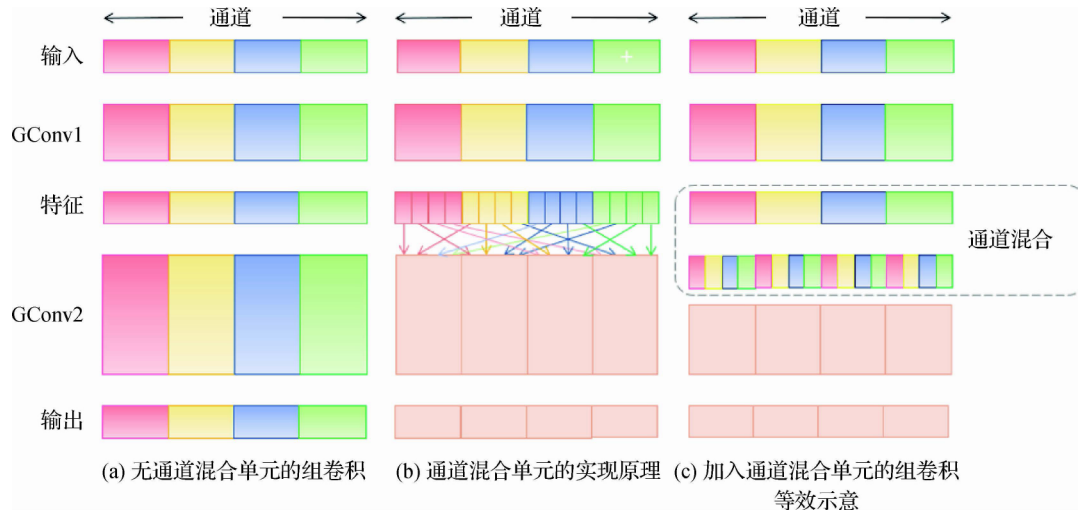 通道 通道 通道
输入
GConv1
特征
通道混合
GConv2
输出
(a) 无通道混合单元的组卷积 (b) 通道混合单元的实现原理 (c) 加入通道混合单元的组卷积
等效示意